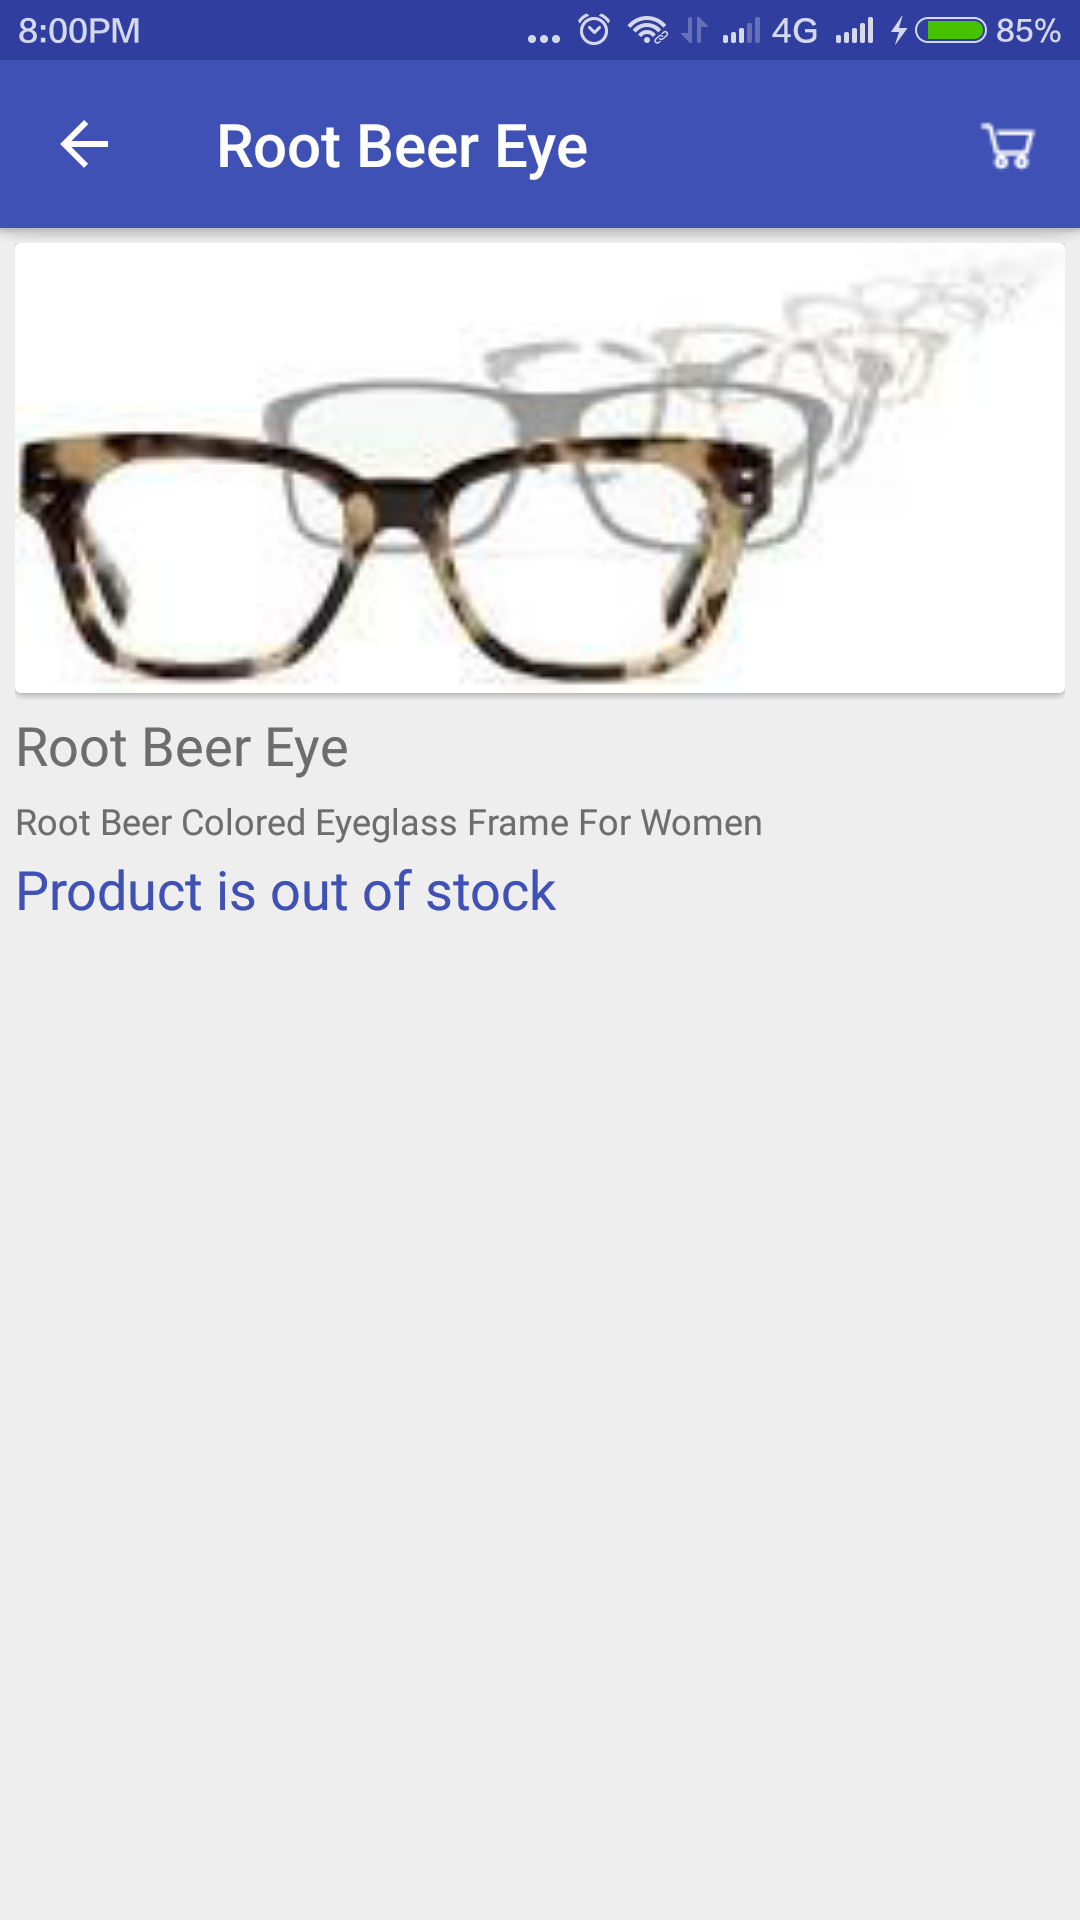 8:00PM ... 4G 85%
Root Beer Eye
Root Beer Eye
Root Beer Colored Eyeglass Frame For Women
Product is out of stock